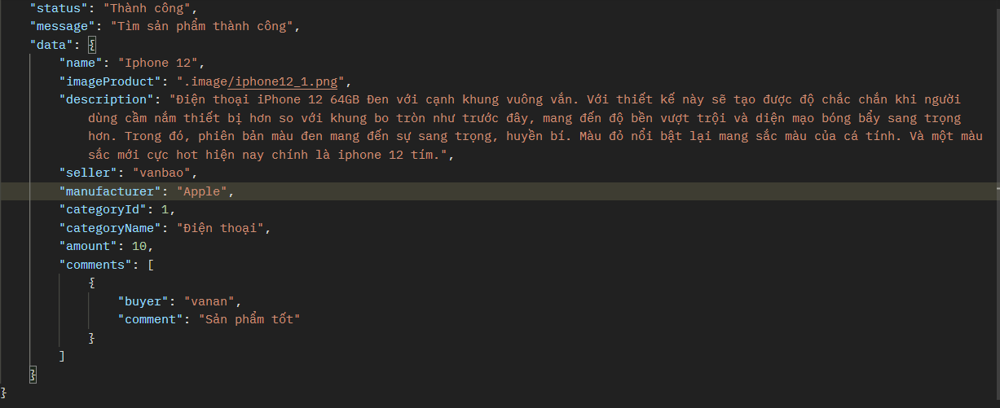 "status": "Thành công",
"message": "Tìm sản phẩm thành công",
"data": {
"name": "Iphone 12",
"imageProduct": ".image/iphone12_1.png",
"description": "Điện thoại iPhone 12 64GB Đen với cạnh khung vuông vắn. Với thiết kế này sẽ tạo được độ chắc chắn khi người
dùng cầm nắm thiết bị hơn so với khung bo tròn như trước đây, mang đến độ bền vượt trội và diện mạo bóng bẩy sang trọng
hơn. Trong đó, phiên bản màu đen mang đến sự sang trọng, huyền bí. Màu đỏ nổi bật lại mang sắc màu của cá tính. Và một màu
sắc mới cực hot hiện nay chính là iphone 12 tím.",
"seller": "vanbao",
"manufacturer": "Apple",
"categoryId": 1,
"categoryName": "Điện thoại",
"amount": 10,
"comments": [
{
"buyer": "vanan",
"comment": "Sản phẩm tốt"
}
]
}
}